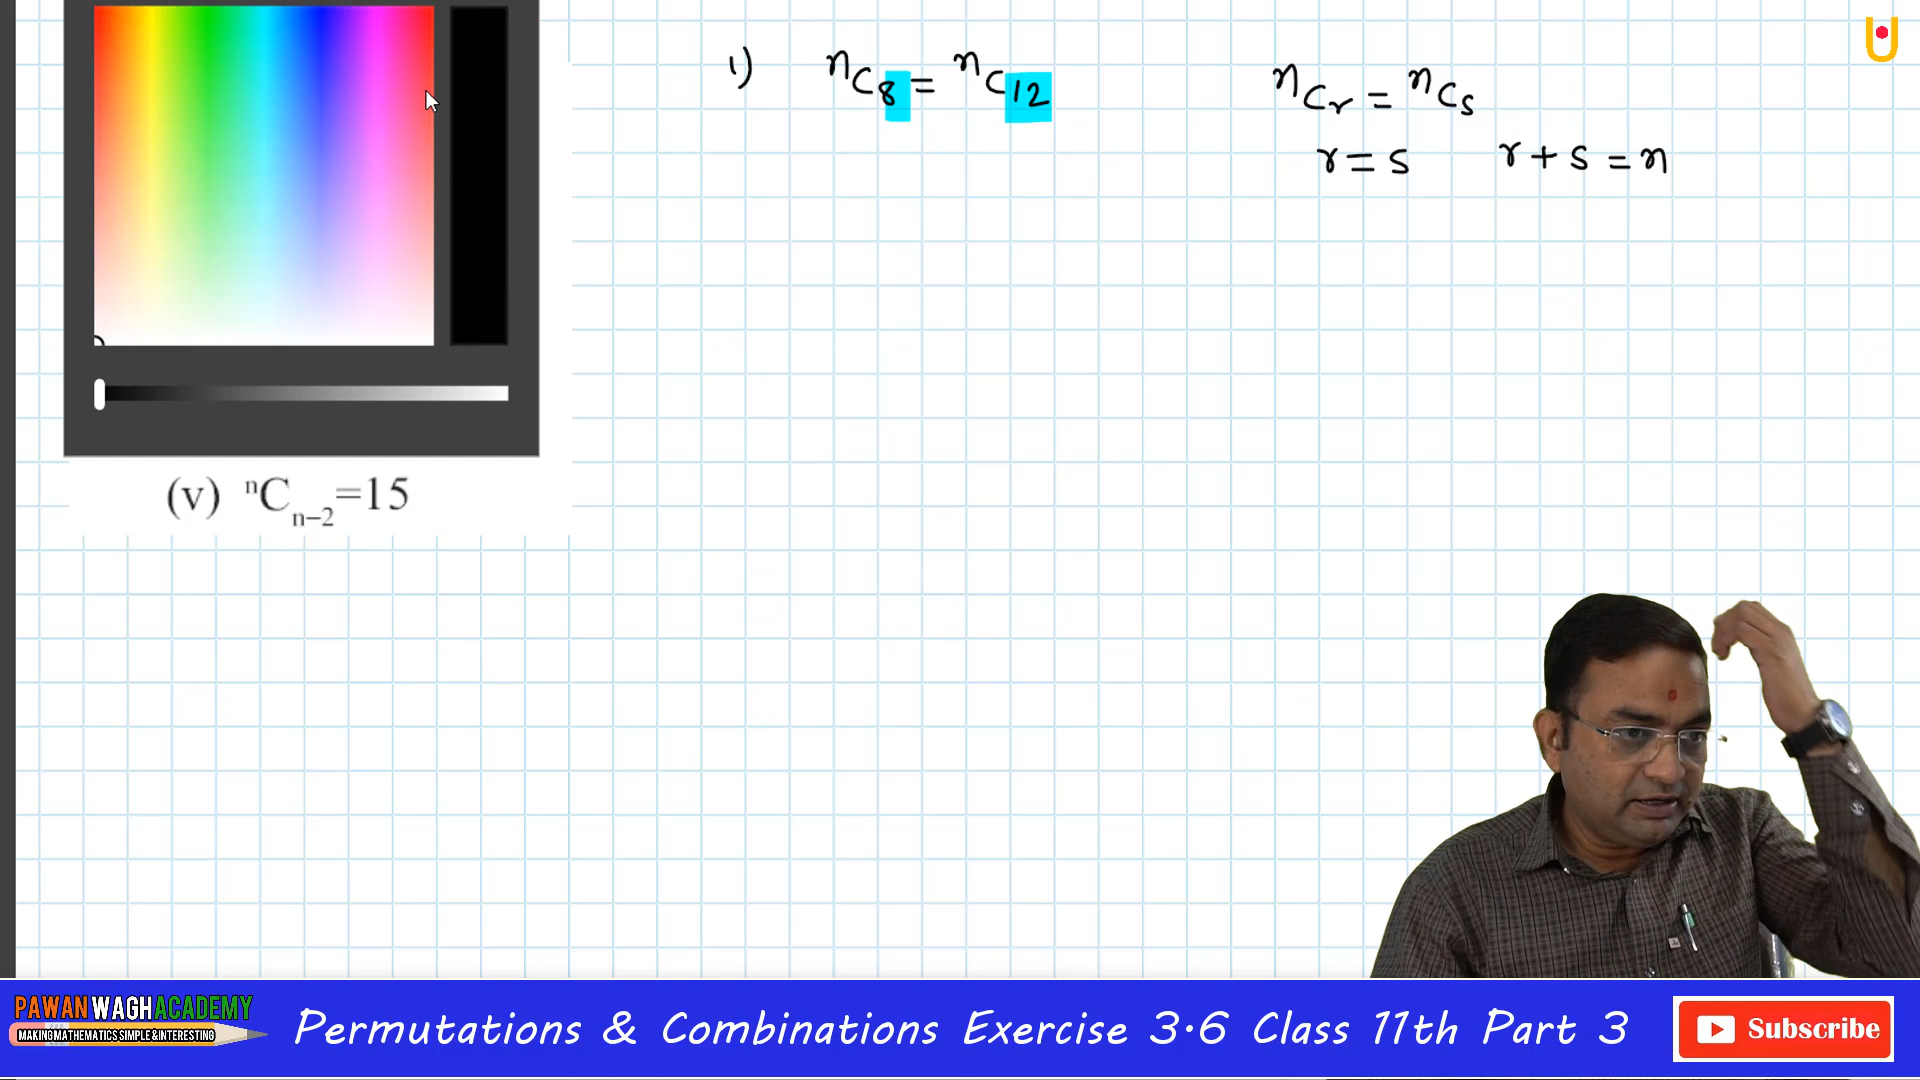 1) ⁿC₈ = ⁿC₁₂
ⁿCᵣ = ⁿCₛ
r = s r + s = n
(v) ⁿCₙ₋₂=15
PAWAN WAGH ACADEMY
MAKING MATHEMATICS SIMPLE & INTERESTING
Permutations & Combinations Exercise 3.6 Class 11th Part 3
Subscribe